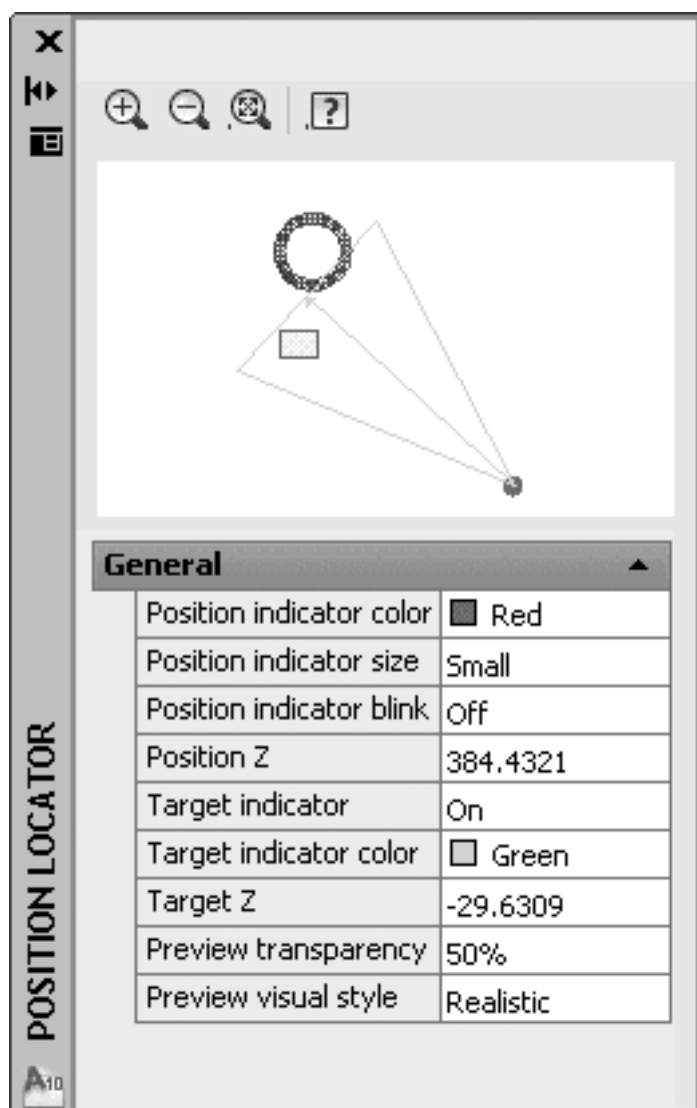 ?
General
Position indicator color Red
Position indicator size Small
Position indicator blink Off
Position Z 384.4321
Target indicator On
Target indicator color Green
Target Z -29.6309
Preview transparency 50%
Preview visual style Realistic
POSITION LOCATOR
A10